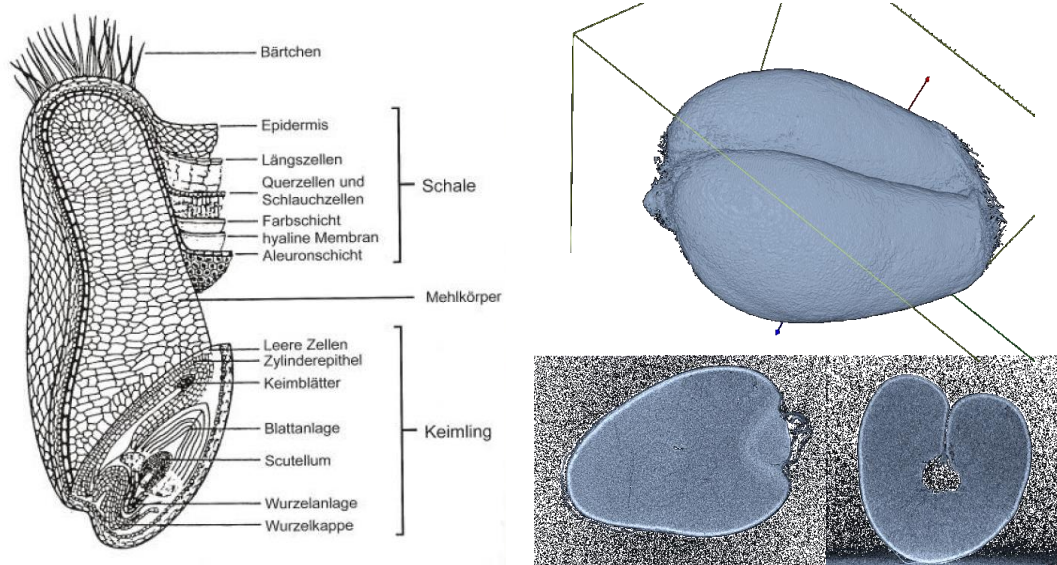 Bärtchen
Epidermis
Längszellen
Querzellen und
Schlauchzellen
Farbschicht
hyaline Membran
Aleuronschicht
Schale
Mehlkörper
Leere Zellen
Zylinderepithel
Keimblätter
Blattanlage
Scutellum
Wurzelanlage
Wurzelkappe
Keimling